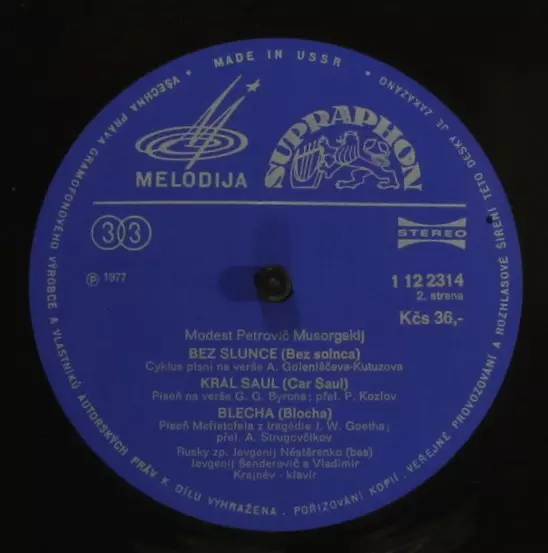 MADE IN USSR
VŠECHNA PRÁVA GRAMOFONOVÉHO VÝROBCE A VLASTNÍKŮ AUTORSKÝCH PRÁV K DÍLU VYHRAŽENA. POŘIZOVÁNÍ KOPIÍ, VEŘEJNÉ PROVOZOVÁNÍ A ROZHLASOVÉ ŠÍŘENÍ TÉTO DESKY JE ZAKÁZÁNO
MELODIJA
SUPRAPHON
33
STEREO
Ⓟ 1977
1 12 2314
2. strana
Kčs 36,-
Modest Petrovič Musorgskij
BEZ SLUNCE (Bez solnca)
Cyklus písní na verše A. Goleniščeva-Kutuzova
KRÁL SAUL (Car Saul)
Píseň na verše G. G. Byrona; přel. P. Kozlov
BLECHA (Blocha)
Píseň Mefistofela z tragédie J. W. Goetha;
přel. A. Strugovčikov
Rusky zp. Jevgenij Něstěrenko (bas)
Jevgenij Šenderovič a Vladimir
Krajněv - klavír